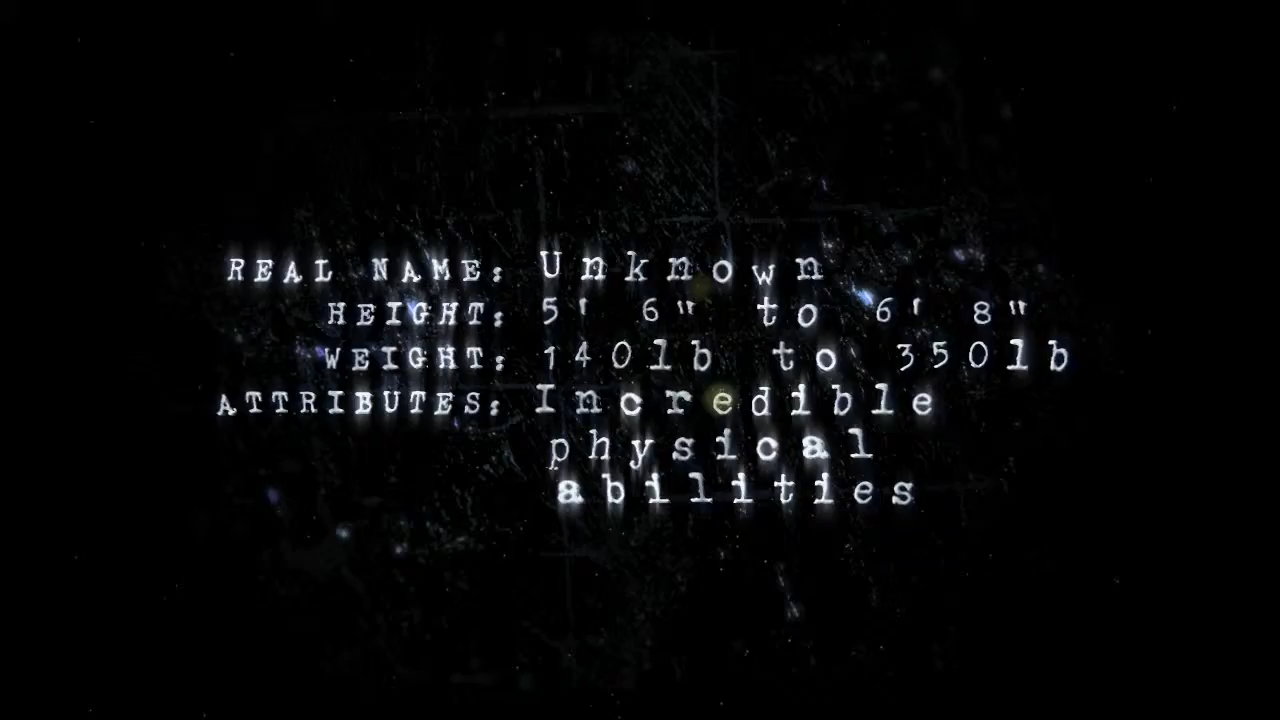 REAL NAME: Unknown
HEIGHT: 5' 6" to 6' 8"
WEIGHT: 140lb to 350lb
ATTRIBUTES: Incredible
physical
abilities